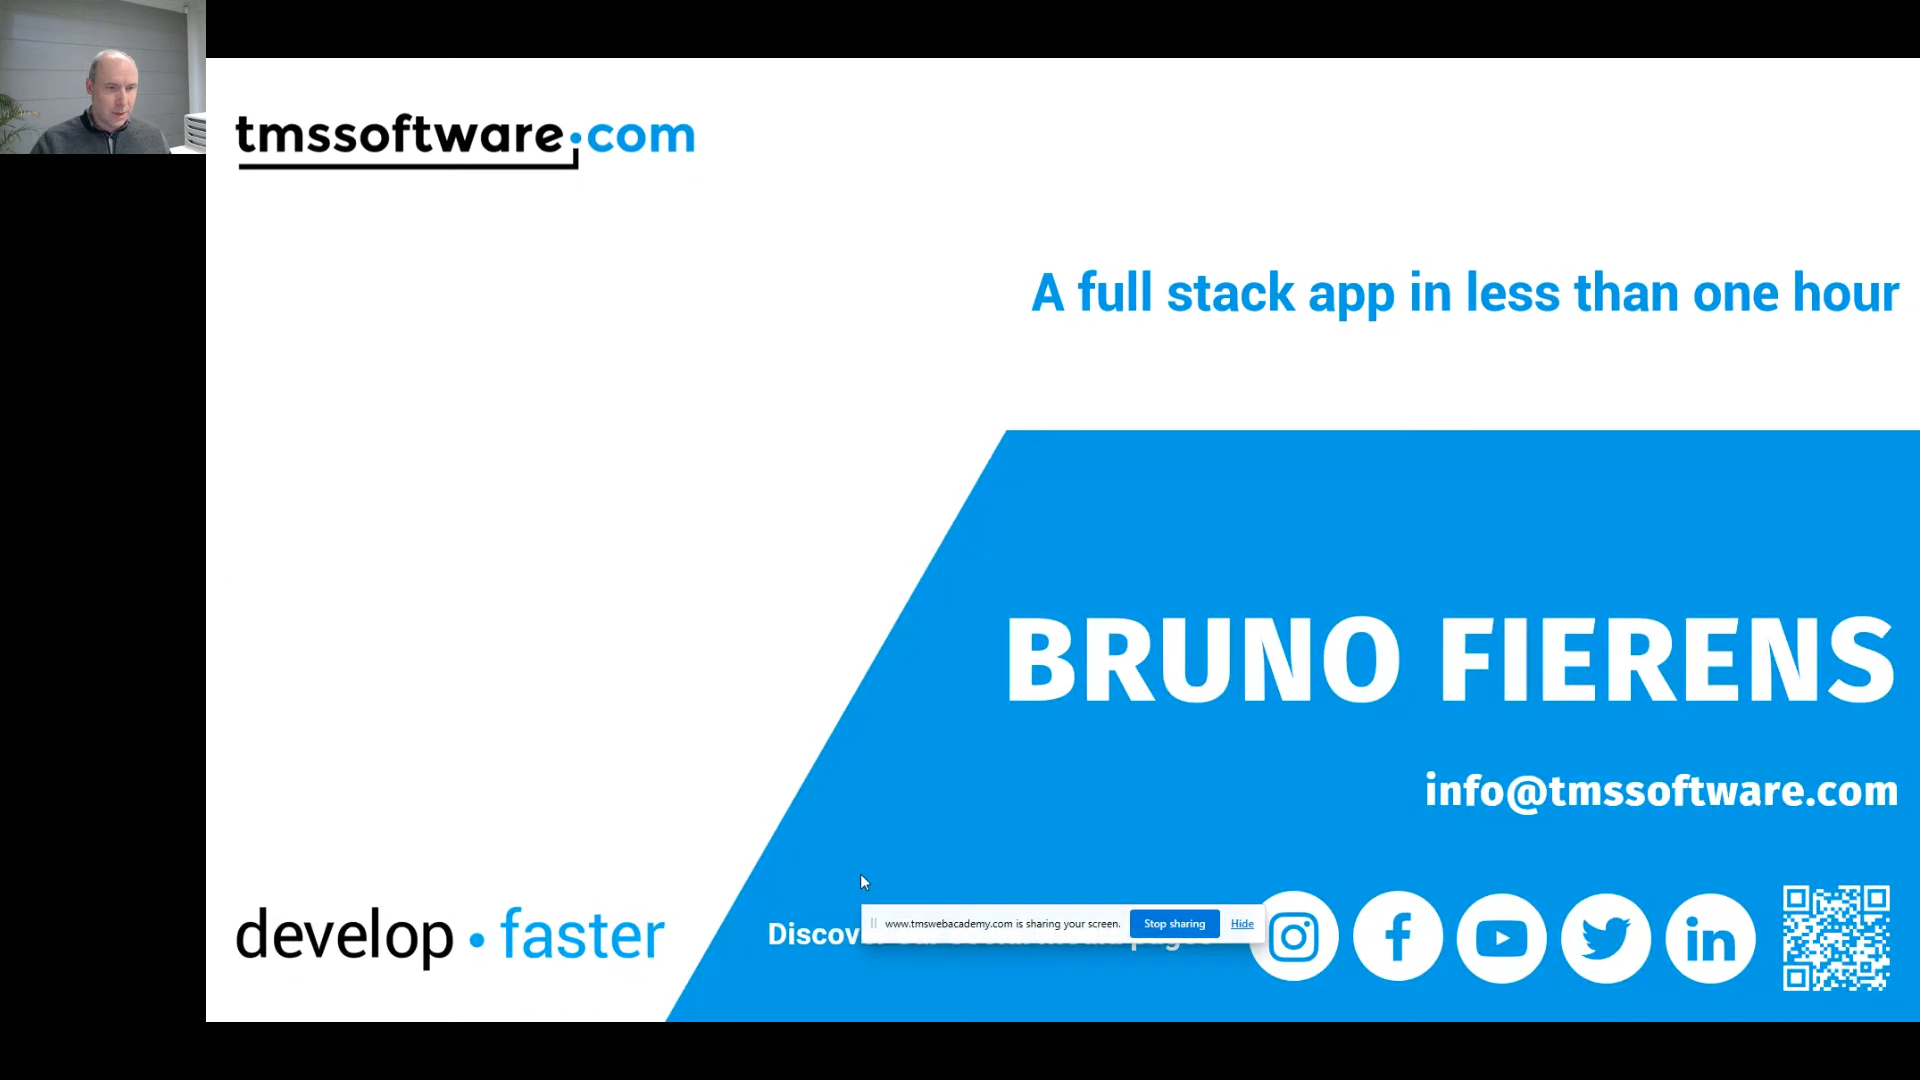 tmssoftware.com
A full stack app in less than one hour
BRUNO FIERENS
info@tmssoftware.com
develop • faster
www.tmswebacademy.com is sharing your screen.
Stop sharing
Hide